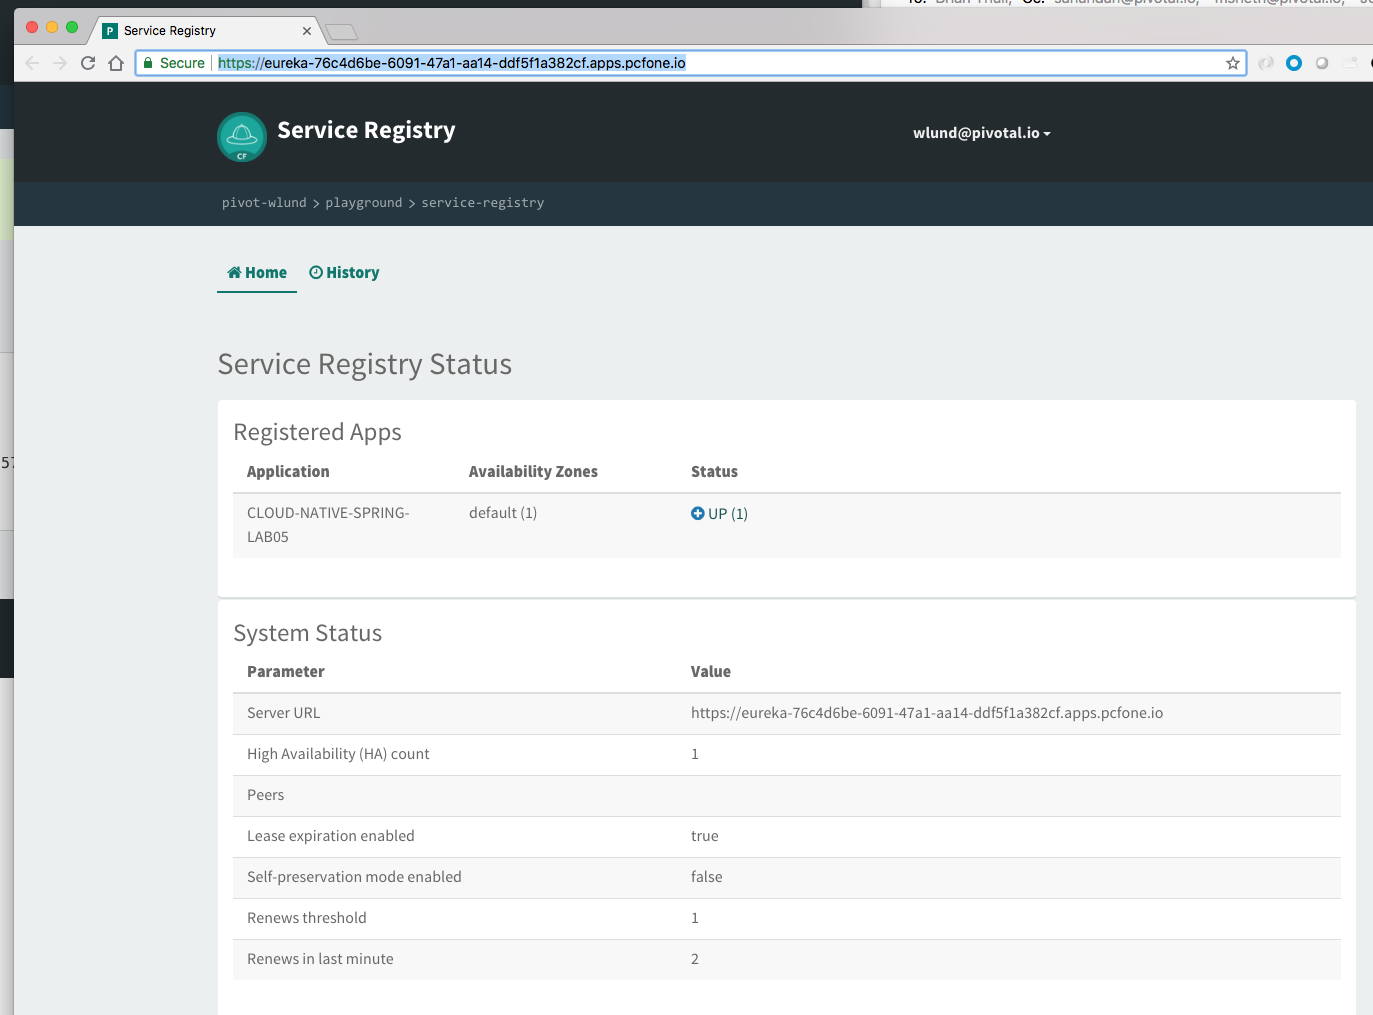 Service Registry
Secure https://eureka-76c4d6be-6091-47a1-aa14-ddf5f1a382cf.apps.pcfone.io
CF
Service Registry
wlund@pivotal.io
pivot-wlund > playground > service-registry
Home History
57
Service Registry Status
Registered Apps
Application Availability Zones Status
CLOUD-NATIVE-SPRING-LAB05 default (1) UP (1)
System Status
Parameter Value
Server URL https://eureka-76c4d6be-6091-47a1-aa14-ddf5f1a382cf.apps.pcfone.io
High Availability (HA) count 1
Peers
Lease expiration enabled true
Self-preservation mode enabled false
Renews threshold 1
Renews in last minute 2